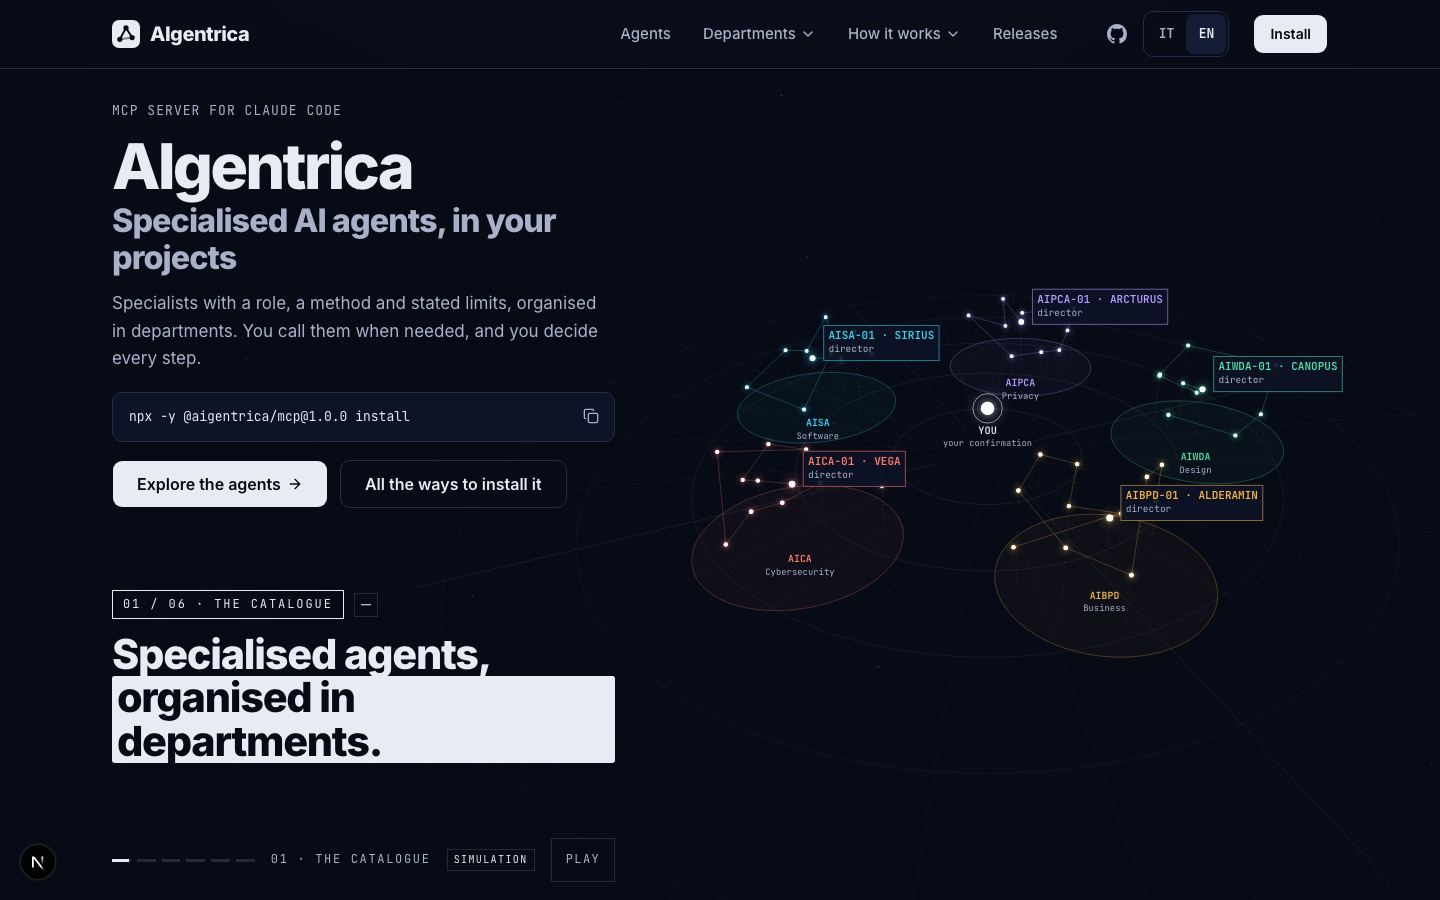 AIgentrica
Agents
Departments
How it works
Releases
IT
EN
Install
MCP SERVER FOR CLAUDE CODE
AIgentrica
Specialised AI agents, in your
projects
Specialists with a role, a method and stated limits, organised
in departments. You call them when needed, and you decide
every step.
npx -y @aigentrica/mcp@1.0.0 install
Explore the agents →
All the ways to install it
01 / 06 · THE CATALOGUE
Specialised agents,
organised in
departments.
01 · THE CATALOGUE
SIMULATION
PLAY
N
AIPCA-01 · ARCTURUS
director
AISA-01 · SIRIUS
director
AIWDA-01 · CANOPUS
director
AIPCA
Privacy
YOU
your confirmation
AISA
Software
AIWDA
Design
AICA-01 · VEGA
director
AIBPD-01 · ALDERAMIN
director
AICA
Cybersecurity
AIBPD
Business